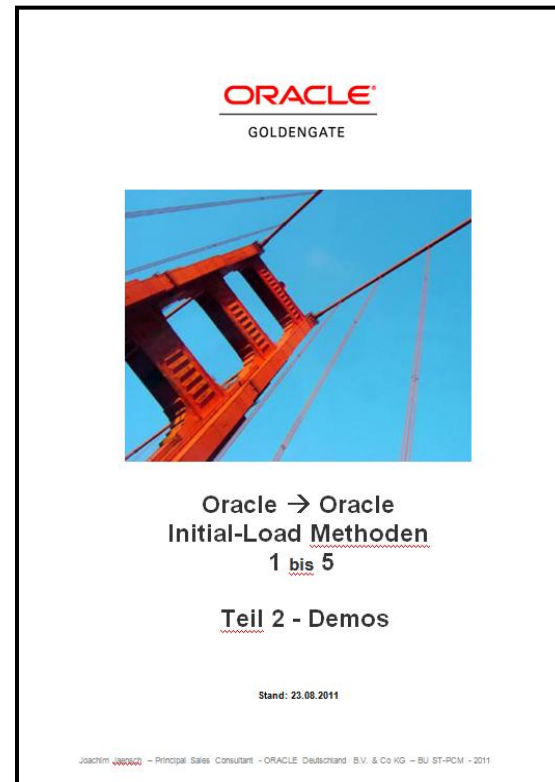 ORACLE®
GOLDENGATE
Oracle → Oracle
Initial-Load Methoden
1 bis 5
Teil 2 - Demos
Stand: 23.08.2011
Joachim Jaensch – Principal Sales Consultant - ORACLE Deutschland B.V. & Co KG – BU ST-PCM - 2011